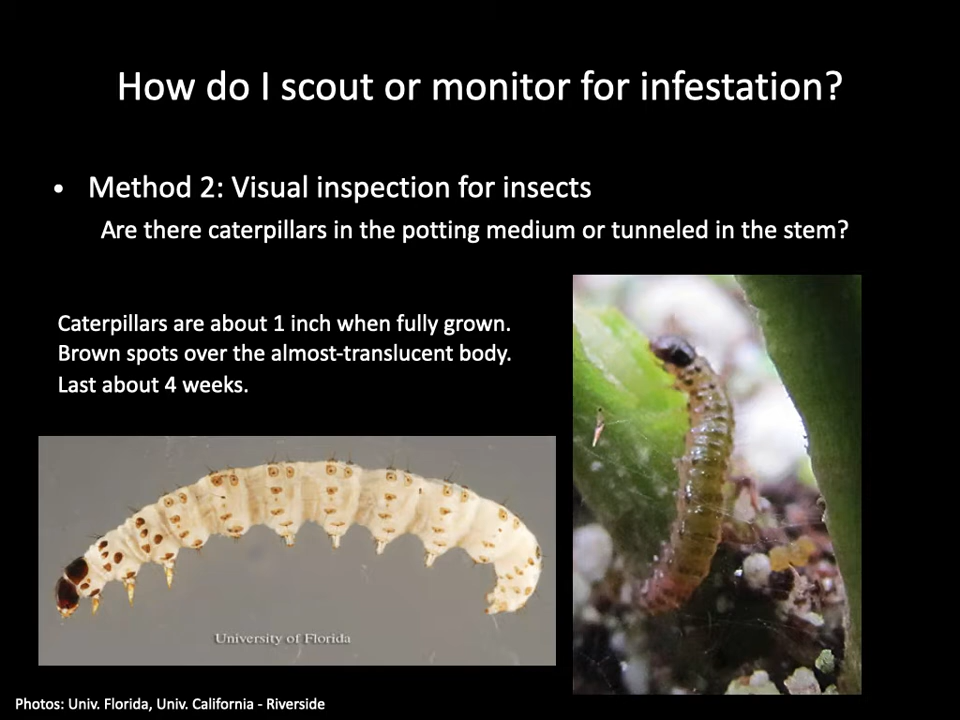 How do I scout or monitor for infestation?
• Method 2: Visual inspection for insects
Are there caterpillars in the potting medium or tunneled in the stem?
Caterpillars are about 1 inch when fully grown.
Brown spots over the almost-translucent body.
Last about 4 weeks.
University of Florida
Photos: Univ. Florida, Univ. California - Riverside